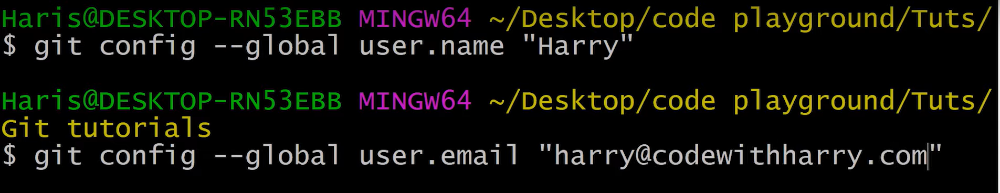 Haris@DESKTOP-RN53EBB MINGW64 ~/Desktop/code playground/Tuts/
$ git config --global user.name "Harry"
Haris@DESKTOP-RN53EBB MINGW64 ~/Desktop/code playground/Tuts/
Git tutorials
$ git config --global user.email "harry@codewithharry.com"